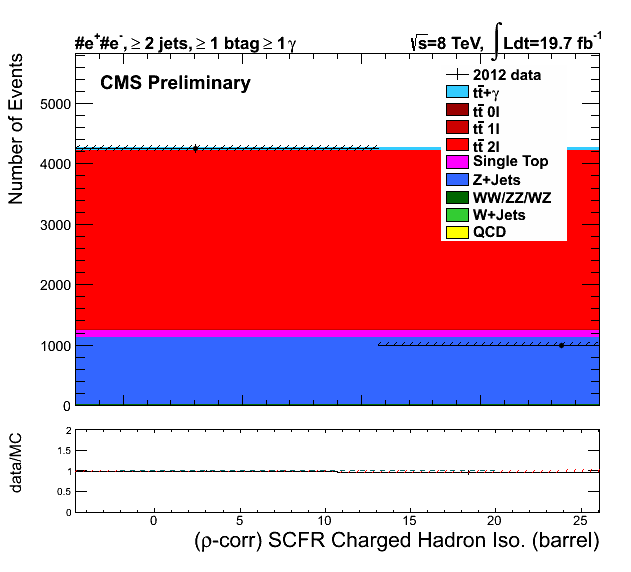 #e⁺#e⁻, ≥ 2 jets, ≥ 1 btag ≥ 1 γ
√s=8 TeV, ∫Ldt=19.7 fb⁻¹
CMS Preliminary
2012 data
tt̄+γ
tt̄ 0l
tt̄ 1l
tt̄ 2l
Single Top
Z+Jets
WW/ZZ/WZ
W+Jets
QCD
Number of Events
5000
4000
3000
2000
1000
0
data/MC
2
1.5
1
0.5
0
0 5 10 15 20 25
(ρ-corr) SCFR Charged Hadron Iso. (barrel)